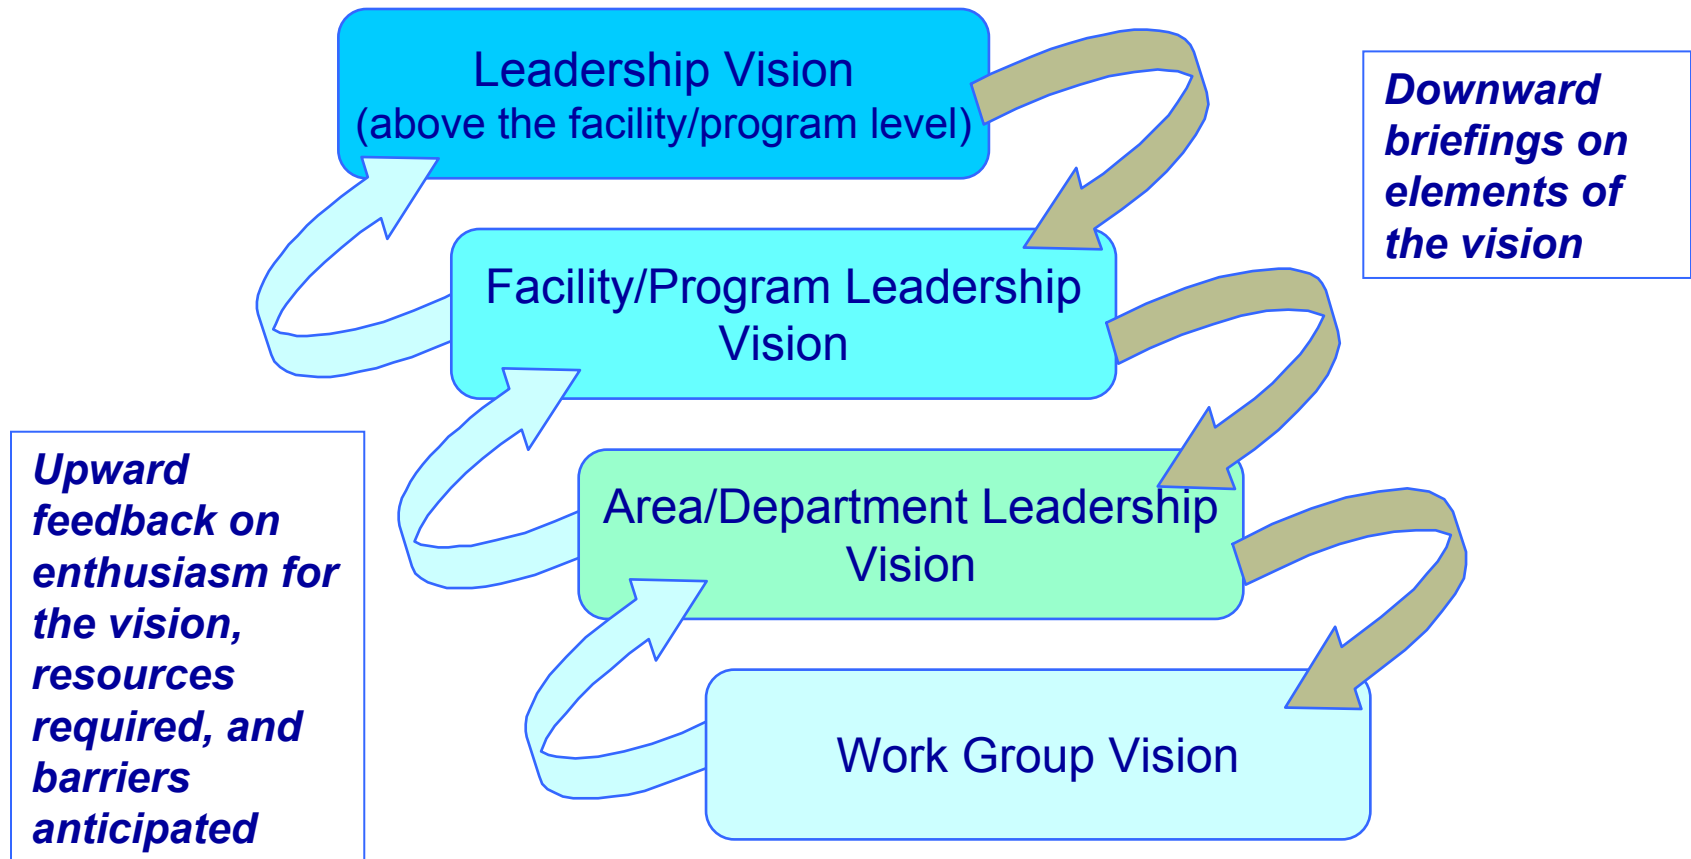 Leadership Vision
(above the facility/program level)
Downward
briefings on
elements of
the vision
Facility/Program Leadership
Vision
Upward
feedback on
enthusiasm for
the vision,
resources
required, and
barriers
anticipated
Area/Department Leadership
Vision
Work Group Vision